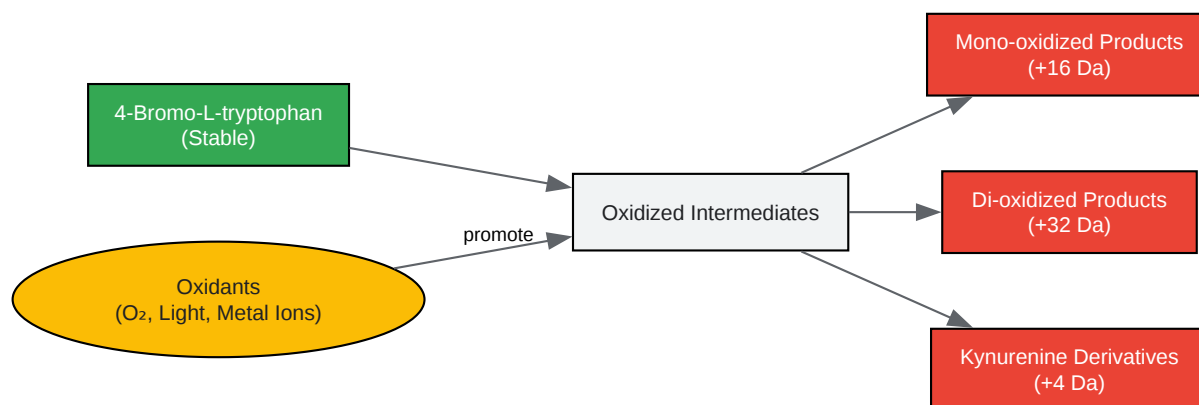 4-Bromo-L-tryptophan
(Stable)
Oxidants
(O₂, Light, Metal Ions)
promote
Oxidized Intermediates
Mono-oxidized Products
(+16 Da)
Di-oxidized Products
(+32 Da)
Kynurenine Derivatives
(+4 Da)